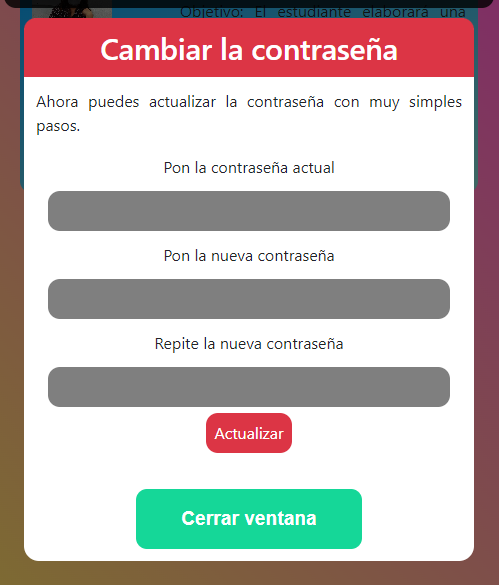 Objetivo: El estudiante elaborará una
Cambiar la contraseña
Ahora puedes actualizar la contraseña con muy simples
pasos.
Pon la contraseña actual
Pon la nueva contraseña
Repite la nueva contraseña
Actualizar
Cerrar ventana